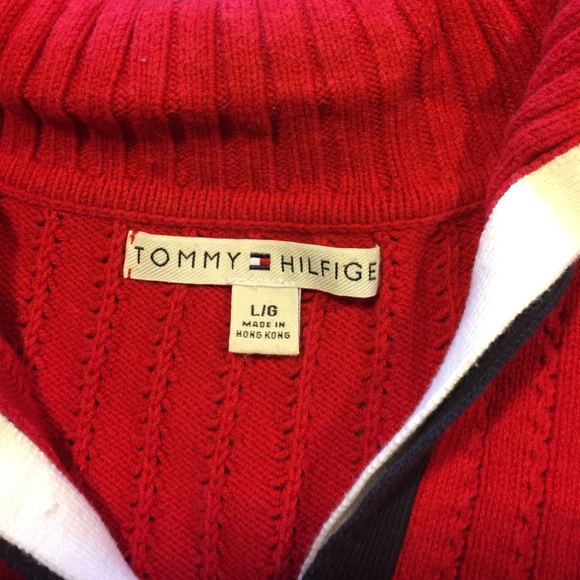 TOMMY HILFIGE
L/G
MADE IN
HONG KONG